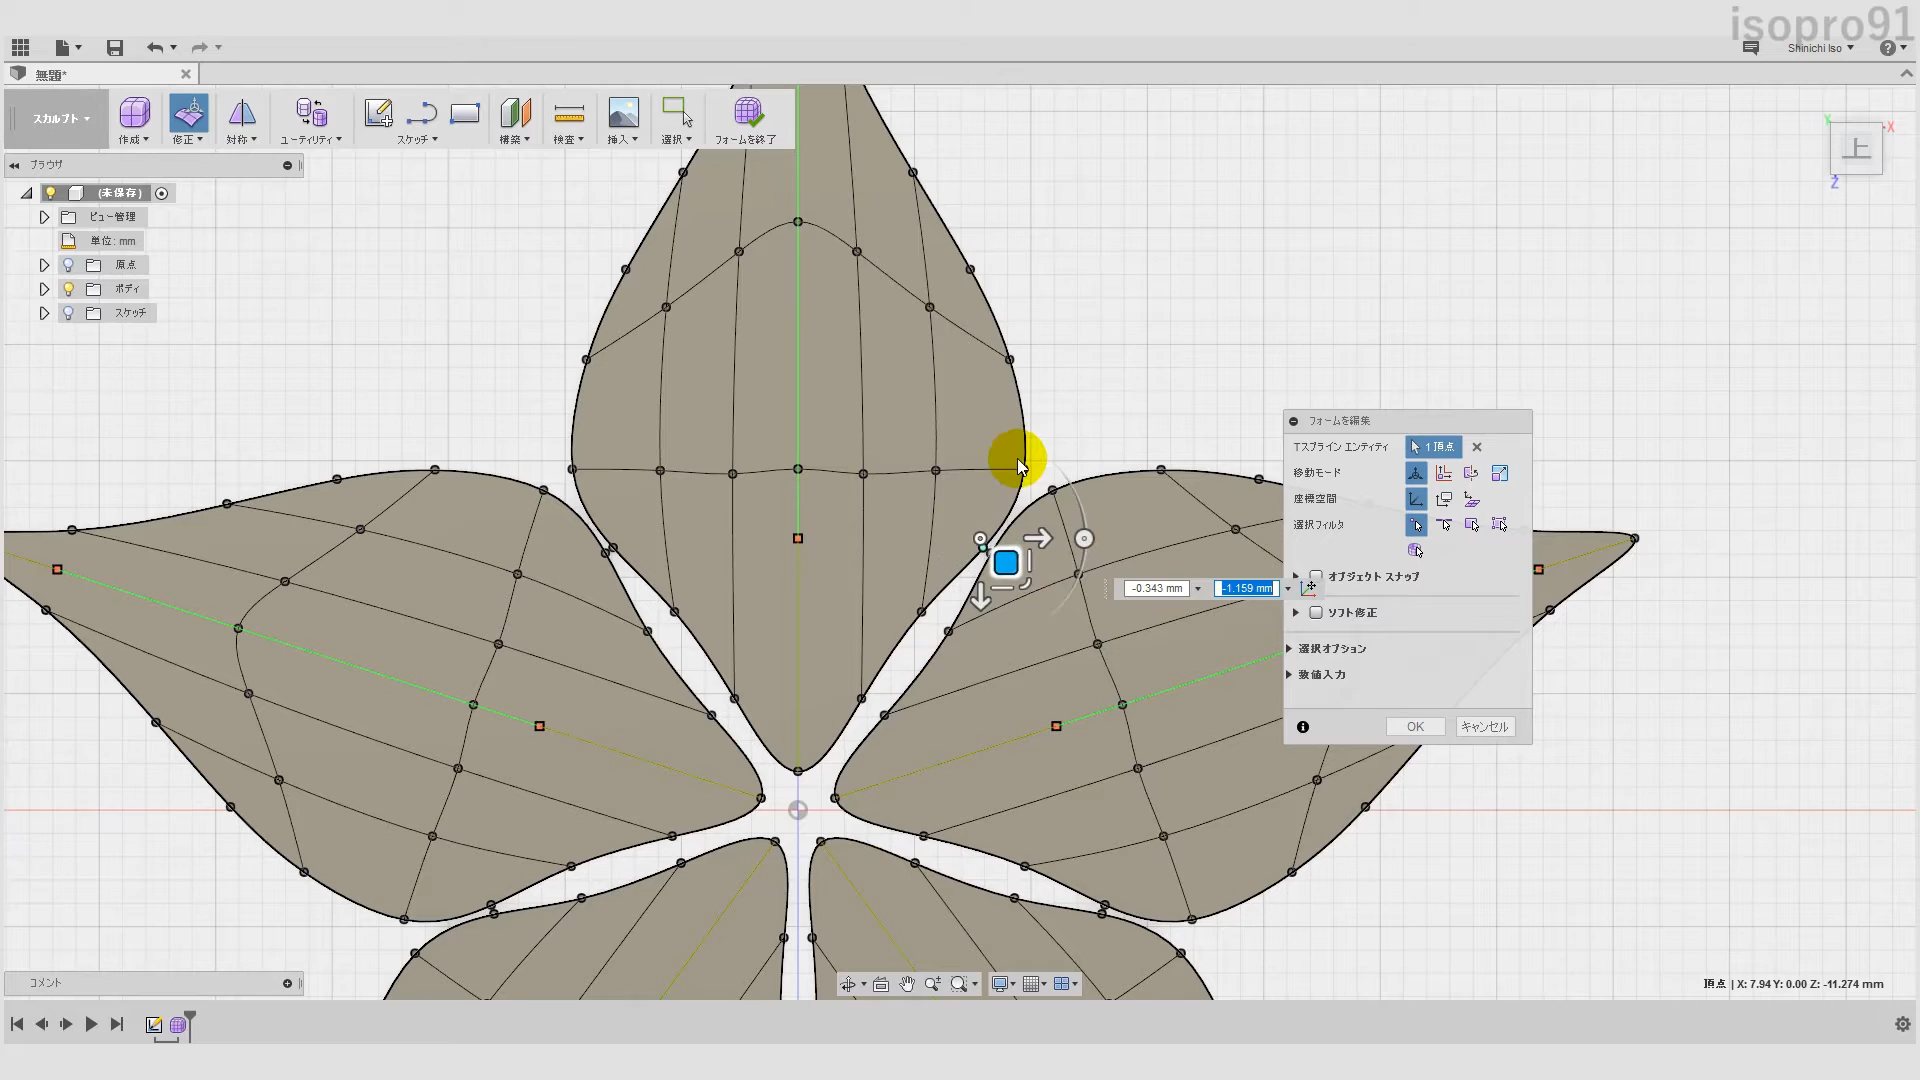 isopro91
Shinichi Iso
無題*
スカルプト
作成
修正
対称
ユーティリティ
スケッチ
構築
検査
挿入
選択
フォームを終了
ブラウザ
(未保存)
ビュー管理
単位: mm
原点
ボディ
スケッチ
Y
X
上
Z
フォームを編集
Tスプライン エンティティ
1 頂点
移動モード
座標空間
選択フィルタ
オブジェクト スナップ
-0.343 mm
-1.159 mm
ソフト修正
選択オプション
数値入力
OK
キャンセル
コメント
頂点 | X: 7.94 Y: 0.00 Z: -11.274 mm